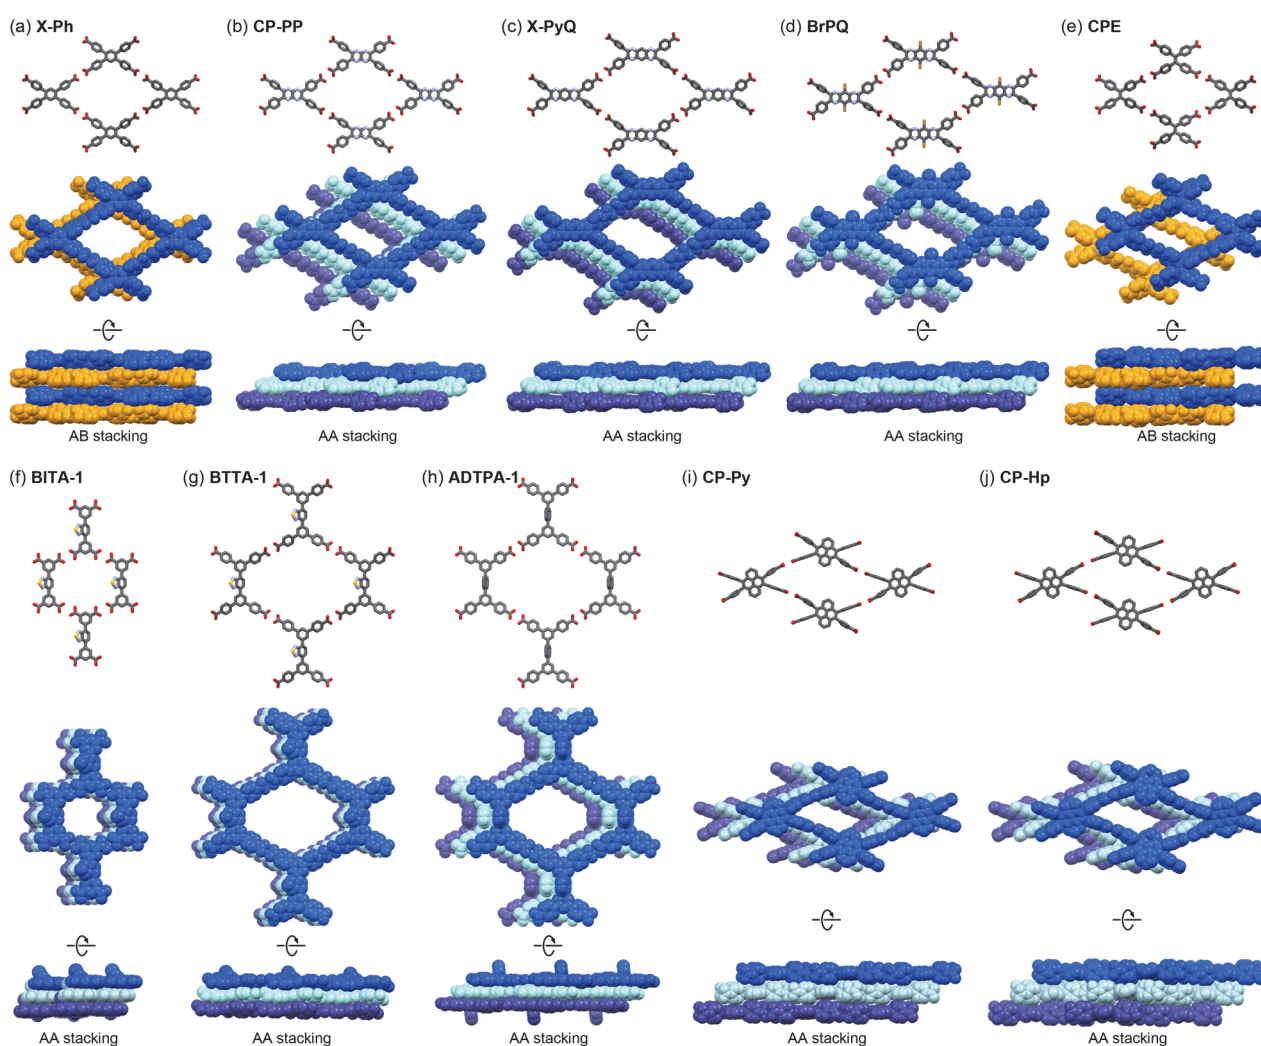 (a) X-Ph
(b) CP-PP
(c) X-PyQ
(d) BrPQ
(e) CPE
AB stacking
AA stacking
AA stacking
AA stacking
AB stacking
(f) BITA-1
(g) BTTA-1
(h) ADTPA-1
(i) CP-Py
(j) CP-Hp
AA stacking
AA stacking
AA stacking
AA stacking
AA stacking